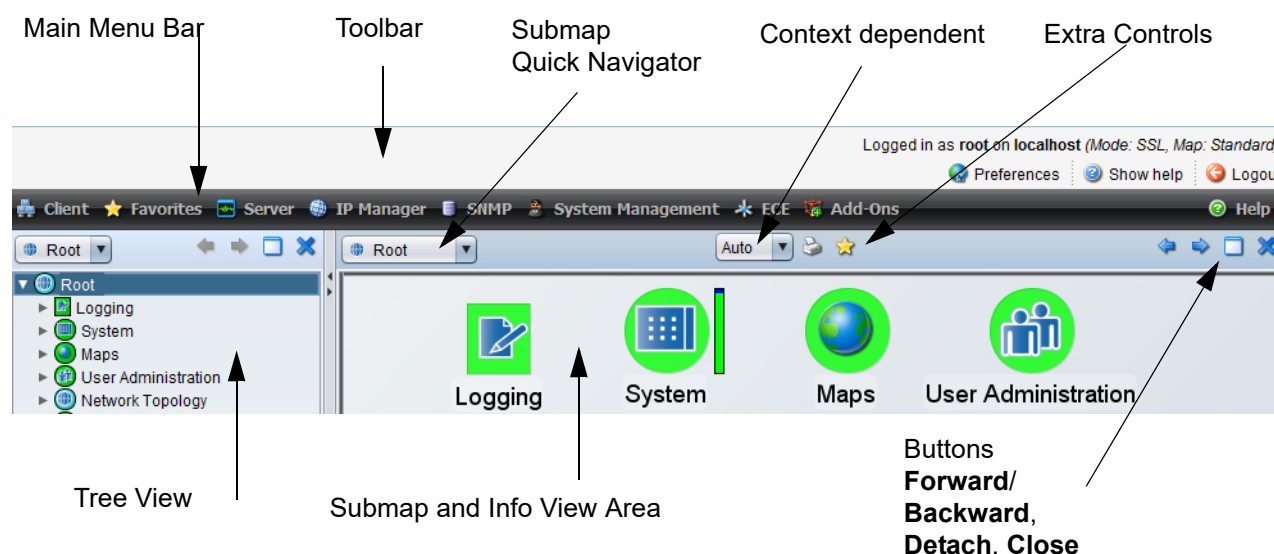 Main Menu Bar
Toolbar
Submap
Quick Navigator
Context dependent
Extra Controls
Logged in as root on localhost (Mode: SSL, Map: Standard
Preferences
Show help
Logou
Client
Favorites
Server
IP Manager
SNMP
System Management
ECE
Add-Ons
Help
Root
Root
Auto
Root
Logging
System
Maps
User Administration
Network Topology
Logging
System
Maps
User Administration
Tree View
Submap and Info View Area
Buttons
Forward/
Backward,
Detach, Close